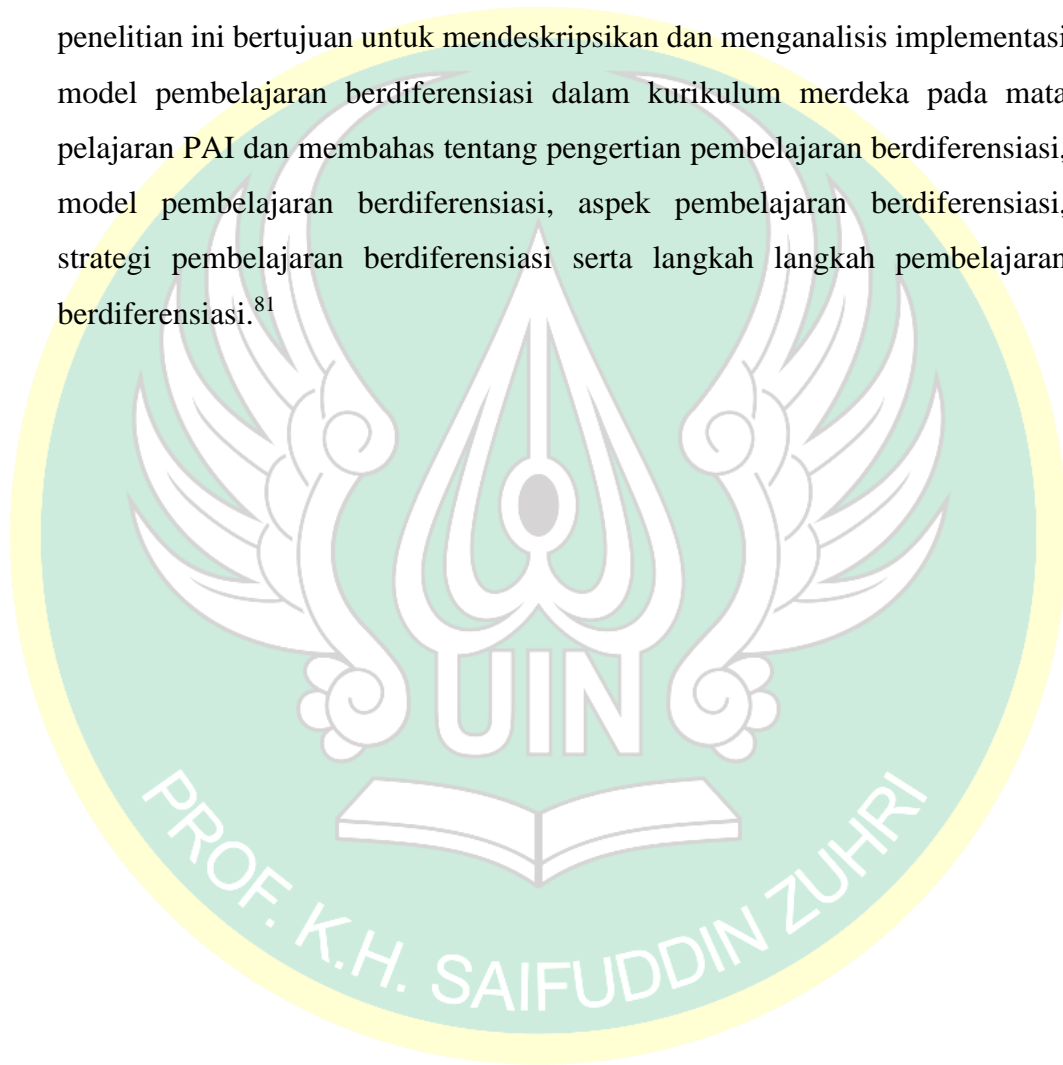 penelitian ini bertujuan untuk mendeskripsikan dan menganalisis implementasi
model pembelajaran berdiferensiasi dalam kurikulum merdeka pada mata
pelajaran PAI dan membahas tentang pengertian pembelajaran berdiferensiasi,
model pembelajaran berdiferensiasi, aspek pembelajaran berdiferensiasi,
strategi pembelajaran berdiferensiasi serta langkah langkah pembelajaran
berdiferensiasi.81
UIN
PROF. K.H. SAIFUDDIN ZUHRI